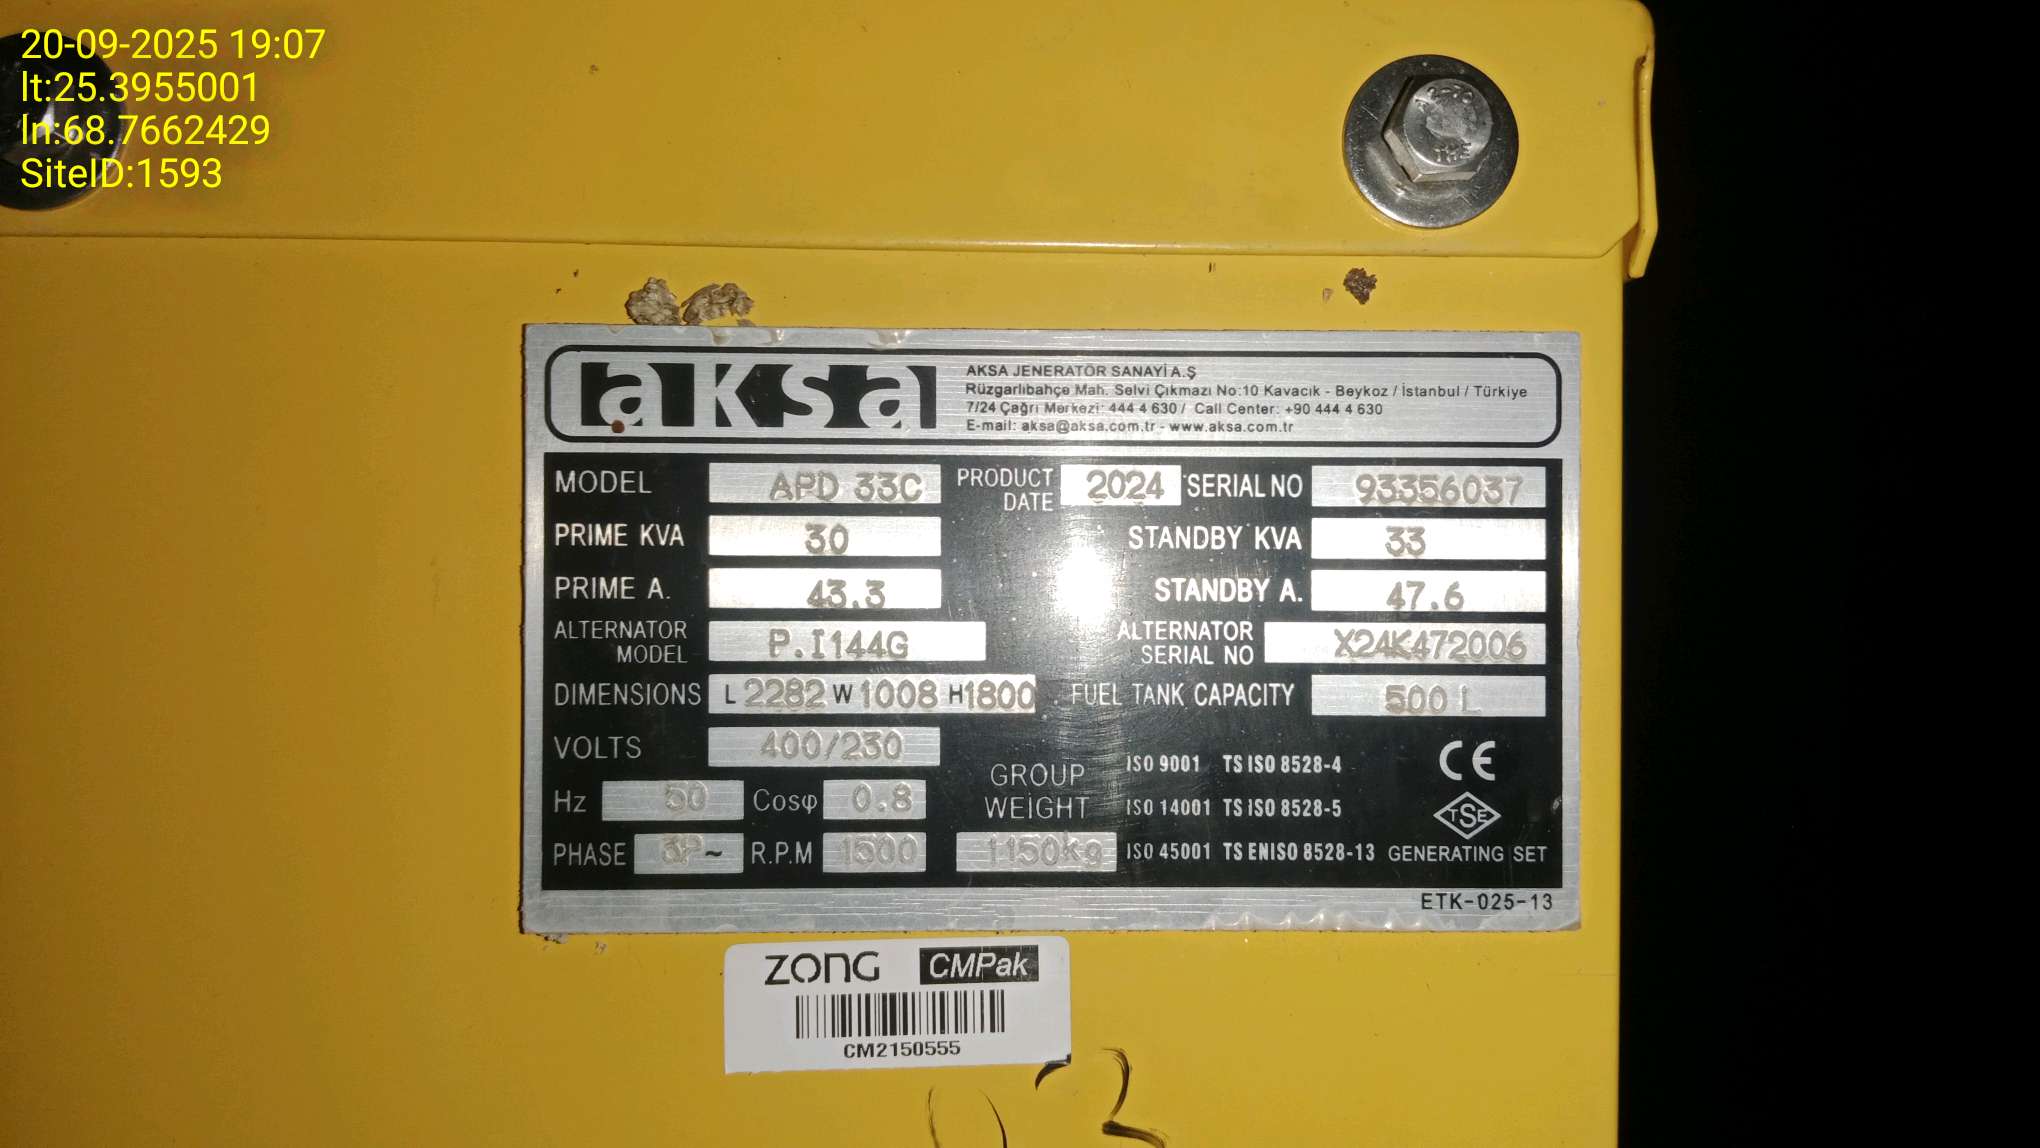 20-09-2025 19:07
lt:25.3955001
ln:68.7662429
SiteID:1593
aksa
AKSA JENERATÖR SANAYİ A.Ş
Rüzgarlıbahçe Mah. Selvi Çıkmazı No:10 Kavacık - Beykoz / İstanbul / Türkiye
7/24 Çağrı Merkezi: 444 4 630 / Call Center: +90 444 4 630
E-mail: aksa@aksa.com.tr - www.aksa.com.tr
MODEL APD 33C PRODUCT DATE 2024 SERIAL NO 93356037
PRIME KVA 30 STANDBY KVA 33
PRIME A. 43.3 STANDBY A. 47.6
ALTERNATOR MODEL P.I144G ALTERNATOR SERIAL NO X24K472006
DIMENSIONS L 2282 W 1008 H 1800 FUEL TANK CAPACITY 500 L
VOLTS 400/230
Hz 50 Cosφ 0.8 GROUP WEIGHT 1150kg
PHASE 3P~ R.P.M 1500
ISO 9001 TS ISO 8528-4 CE
ISO 14001 TS ISO 8528-5 TSE
ISO 45001 TS EN ISO 8528-13 GENERATING SET
ETK-025-13
ZONG CMPak
CM2150555